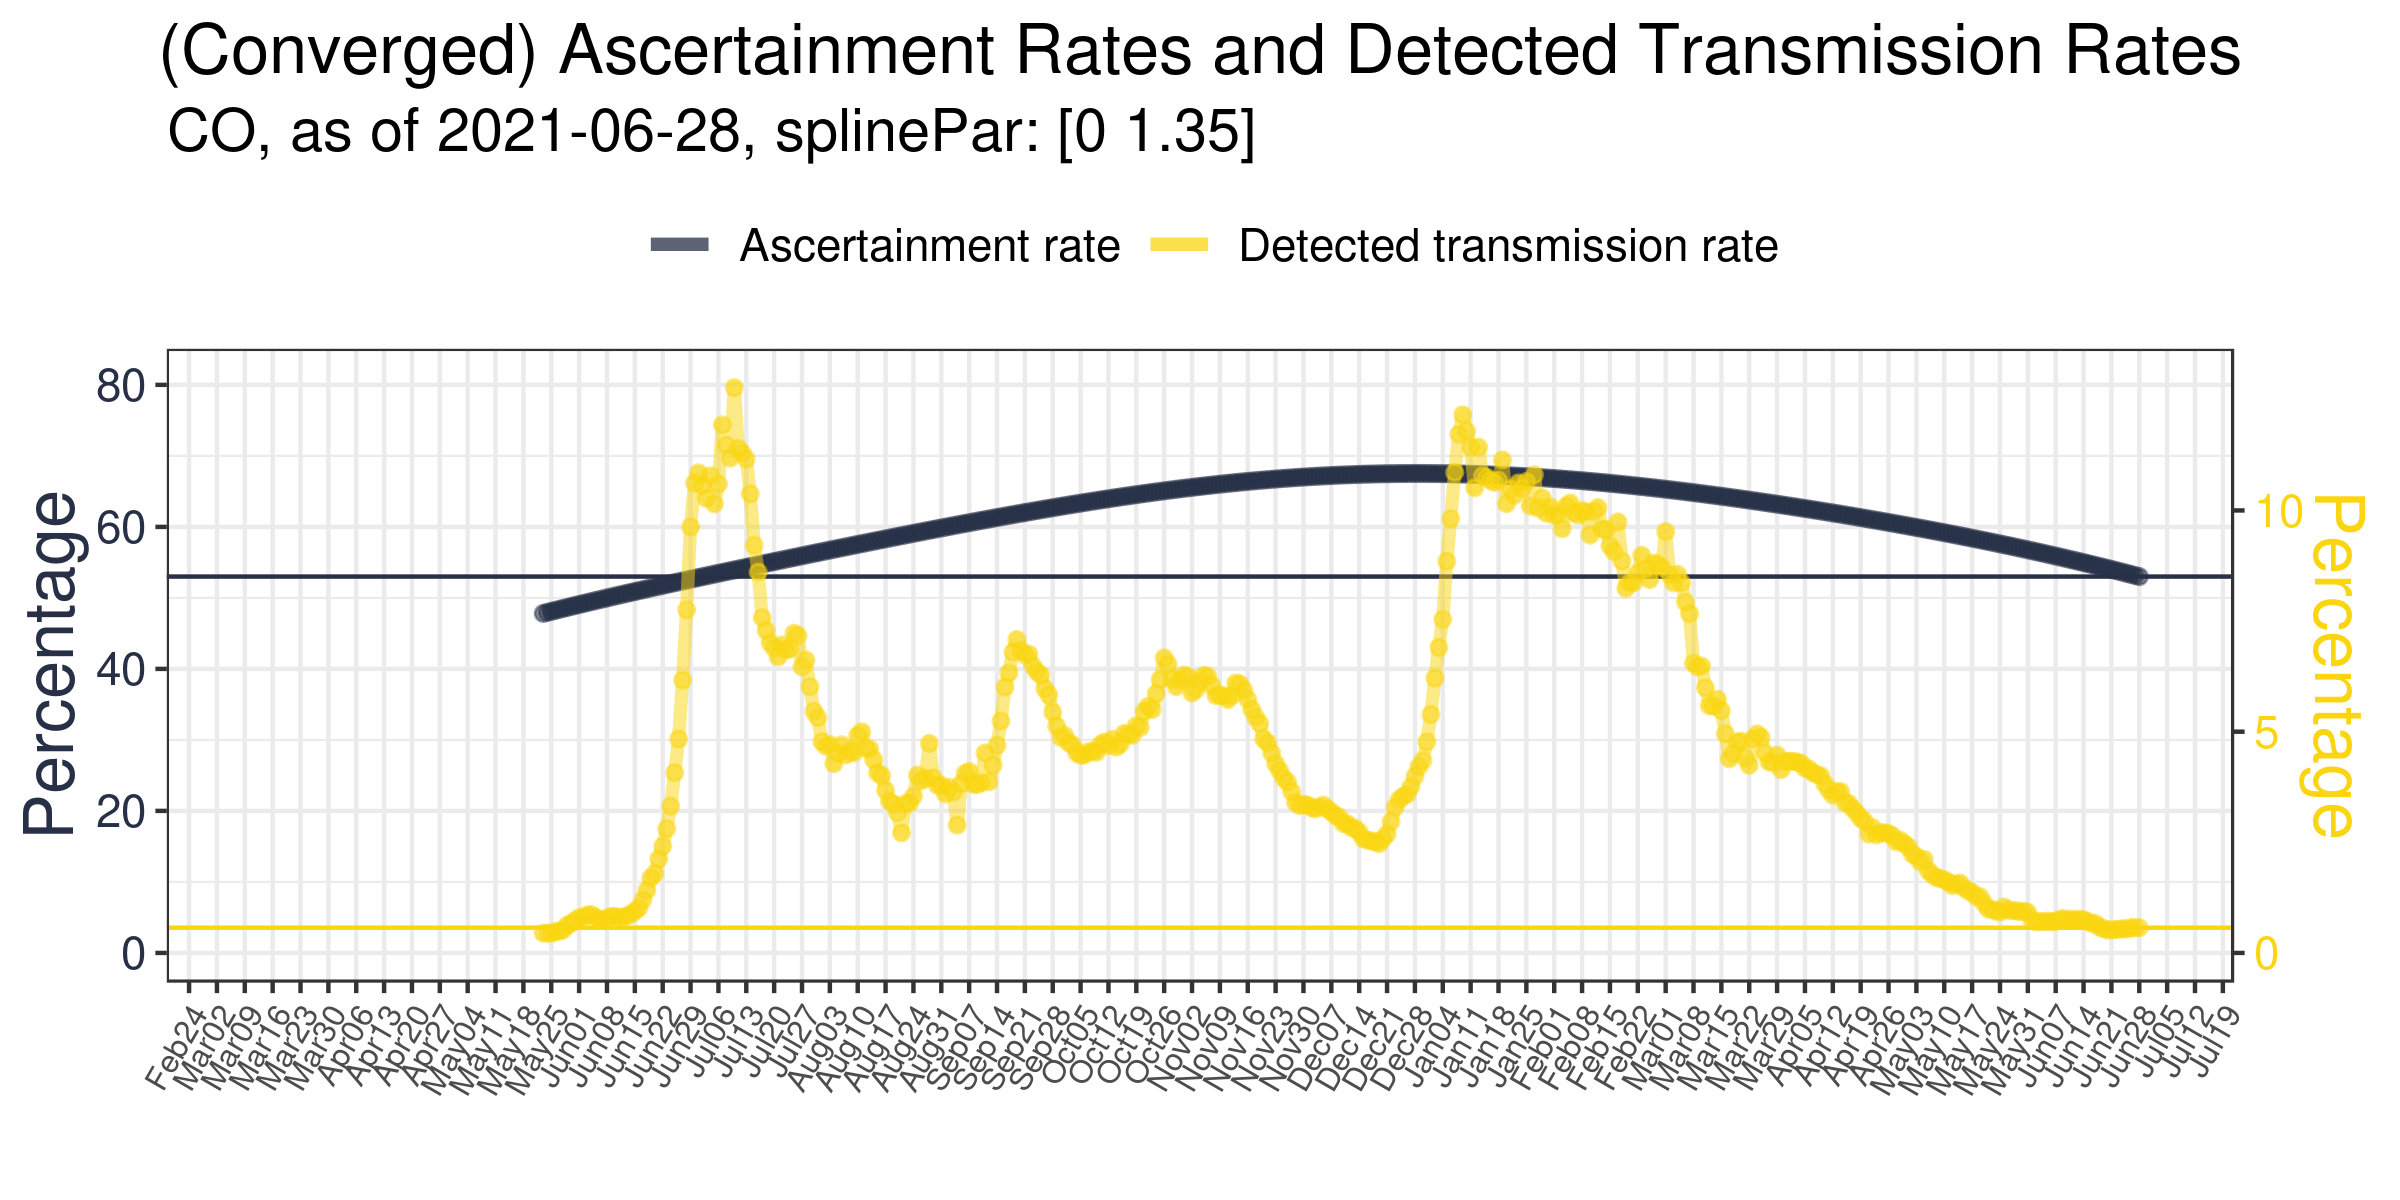 (Converged) Ascertainment Rates and Detected Transmission Rates
CO, as of 2021-06-28, splinePar: [0 1.35]
Ascertainment rate Detected transmission rate
Percentage
80
60
40
20
0
10
5
0
Percentage
Feb24 Mar02 Mar09 Mar16 Mar23 Mar30 Apr06 Apr13 Apr20 Apr27 May04 May11 May18 May25 Jun01 Jun08 Jun15 Jun22 Jun29 Jul06 Jul13 Jul20 Jul27 Aug03 Aug10 Aug17 Aug24 Aug31 Sep07 Sep14 Sep21 Sep28 Oct05 Oct12 Oct19 Oct26 Nov02 Nov09 Nov16 Nov23 Nov30 Dec07 Dec14 Dec21 Dec28 Jan04 Jan11 Jan18 Jan25 Feb01 Feb08 Feb15 Feb22 Mar01 Mar08 Mar15 Mar22 Mar29 Apr05 Apr12 Apr19 Apr26 May03 May10 May17 May24 May31 Jun07 Jun14 Jun21 Jun28 Jul05 Jul12 Jul19